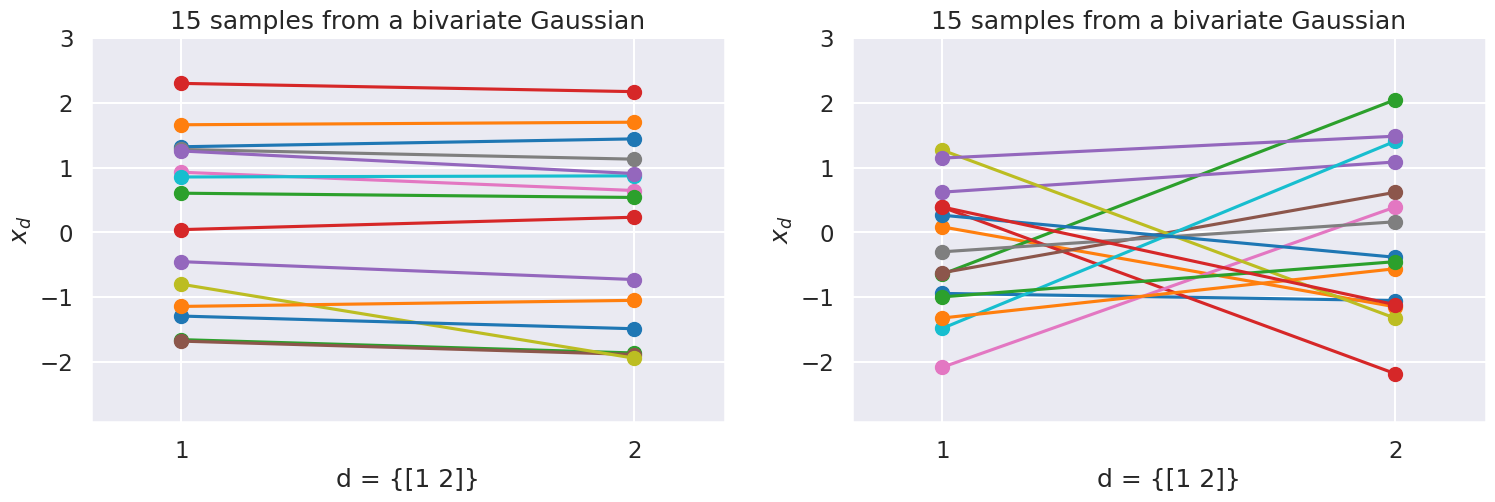 15 samples from a bivariate Gaussian
3
2
1
0
−1
−2
x_d
1 2
d = {[1 2]}
15 samples from a bivariate Gaussian
3
2
1
0
−1
−2
x_d
1 2
d = {[1 2]}